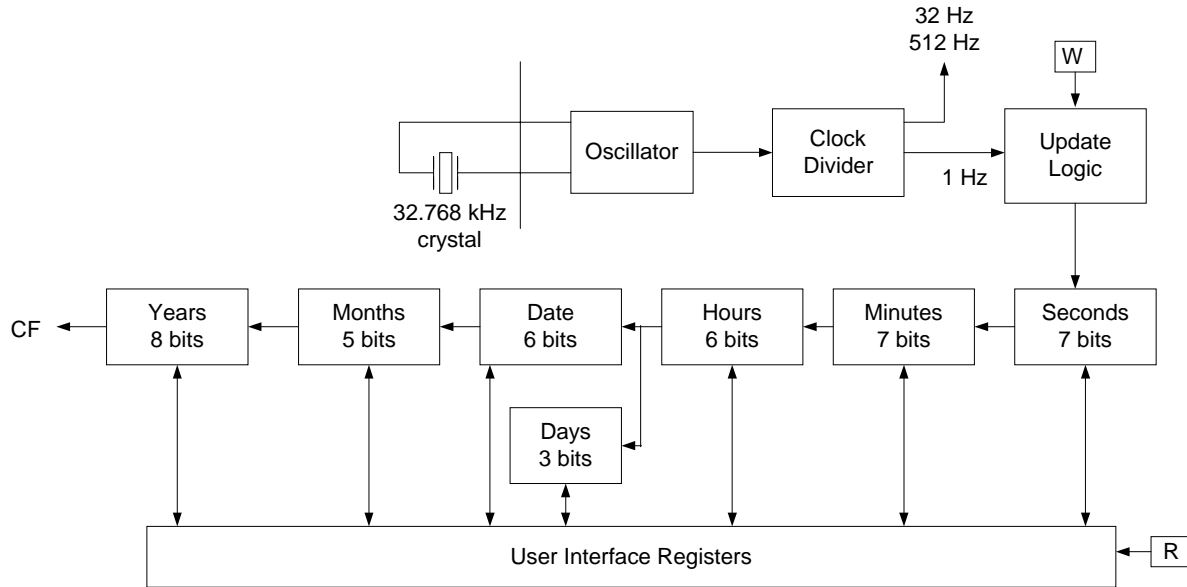 32 Hz
512 Hz
W
Oscillator
Clock
Divider
1 Hz
Update
Logic
32.768 kHz
crystal
CF
Years
8 bits
Months
5 bits
Date
6 bits
Hours
6 bits
Minutes
7 bits
Seconds
7 bits
Days
3 bits
User Interface Registers
R